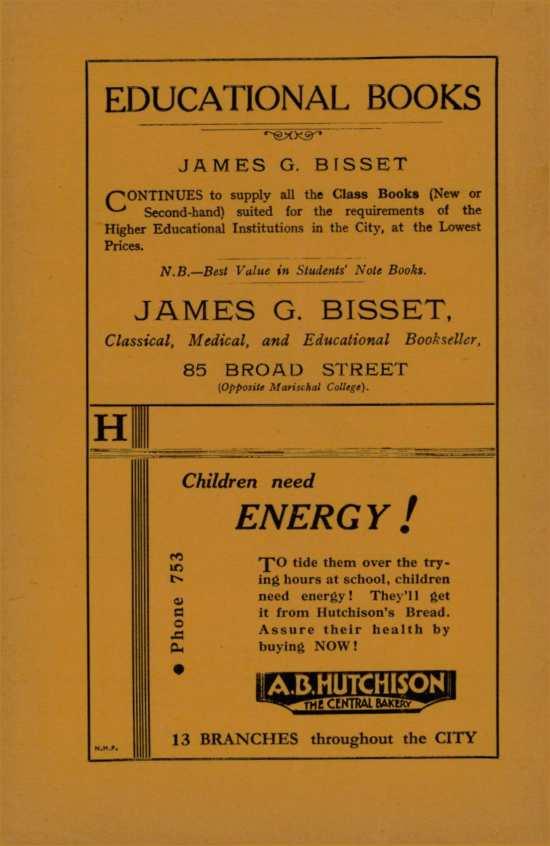 EDUCATIONAL BOOKS
JAMES G. BISSET
CONTINUES to supply all the Class Books (New or
Second-hand) suited for the requirements of the
Higher Educational Institutions in the City, at the Lowest
Prices.
N.B.—Best Value in Students' Note Books.
JAMES G. BISSET,
Classical, Medical, and Educational Bookseller,
85 BROAD STREET
(Opposite Marischal College).
H
Children need
ENERGY!
TO tide them over the try-
ing hours at school, children
need energy! They'll get
it from Hutchison's Bread.
Assure their health by
buying NOW!
• Phone 753
A.B. HUTCHISON
THE CENTRAL BAKERY
13 BRANCHES throughout the CITY
N.H.P.